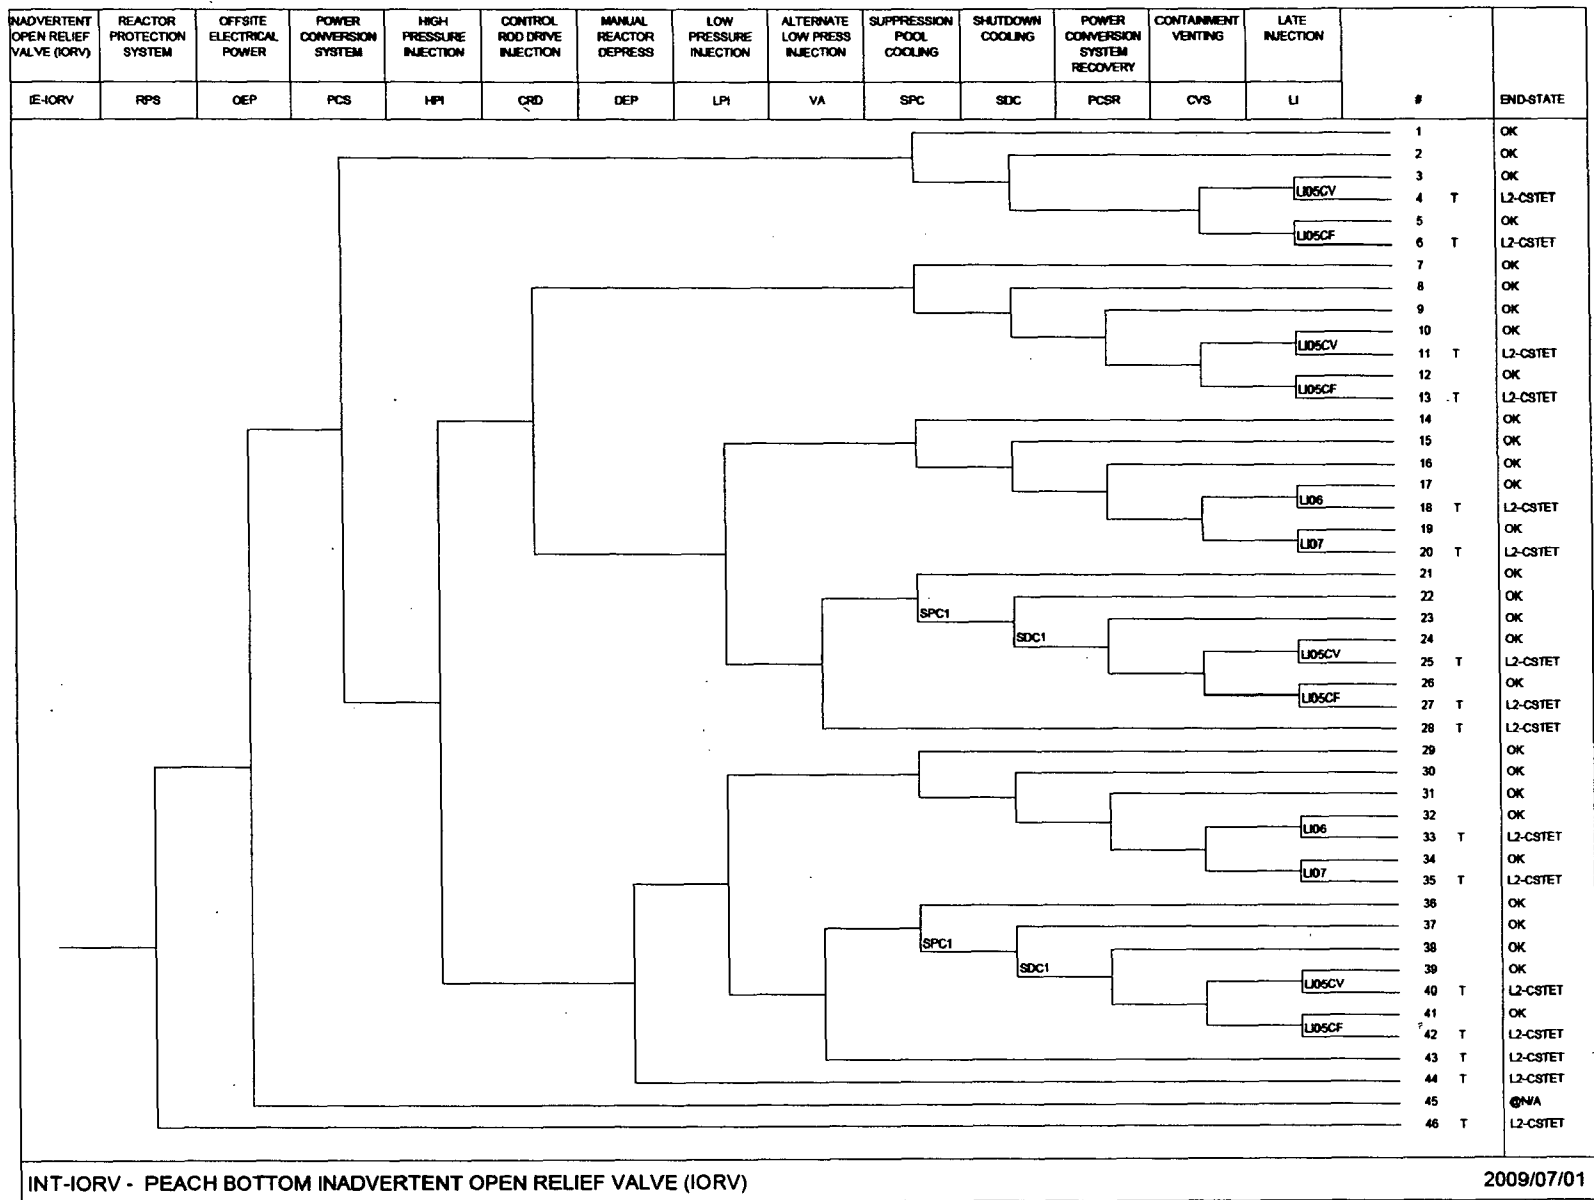 INADVERTENT OPEN RELIEF VALVE (IORV)
REACTOR PROTECTION SYSTEM
OFFSITE ELECTRICAL POWER
POWER CONVERSION SYSTEM
HIGH PRESSURE INJECTION
CONTROL ROD DRIVE INJECTION
MANUAL REACTOR DEPRESS
LOW PRESSURE INJECTION
ALTERNATE LOW PRESS INJECTION
SUPPRESSION POOL COOLING
SHUTDOWN COOLING
POWER CONVERSION SYSTEM RECOVERY
CONTAINMENT VENTING
LATE INJECTION
IE-IORV RPS OEP PCS HPI CRD DEP LPI VA SPC SDC PCSR CVS LI # END-STATE
1 OK
2 OK
3 OK
LI05CV
4 T L2-CSTET
5 OK
LI05CF
6 T L2-CSTET
7 OK
8 OK
9 OK
10 OK
LI05CV
11 T L2-CSTET
12 OK
LI05CF
13 T L2-CSTET
14 OK
15 OK
16 OK
17 OK
LI06
18 T L2-CSTET
19 OK
LI07
20 T L2-CSTET
21 OK
22 OK
SPC1
23 OK
SDC1
24 OK
LI05CV
25 T L2-CSTET
26 OK
LI05CF
27 T L2-CSTET
28 T L2-CSTET
29 OK
30 OK
31 OK
32 OK
LI06
33 T L2-CSTET
34 OK
LI07
35 T L2-CSTET
36 OK
37 OK
SPC1
38 OK
SDC1
39 OK
LI05CV
40 T L2-CSTET
41 OK
LI05CF
42 T L2-CSTET
43 T L2-CSTET
44 T L2-CSTET
45 @N/A
46 T L2-CSTET
INT-IORV - PEACH BOTTOM INADVERTENT OPEN RELIEF VALVE (IORV) 2009/07/01